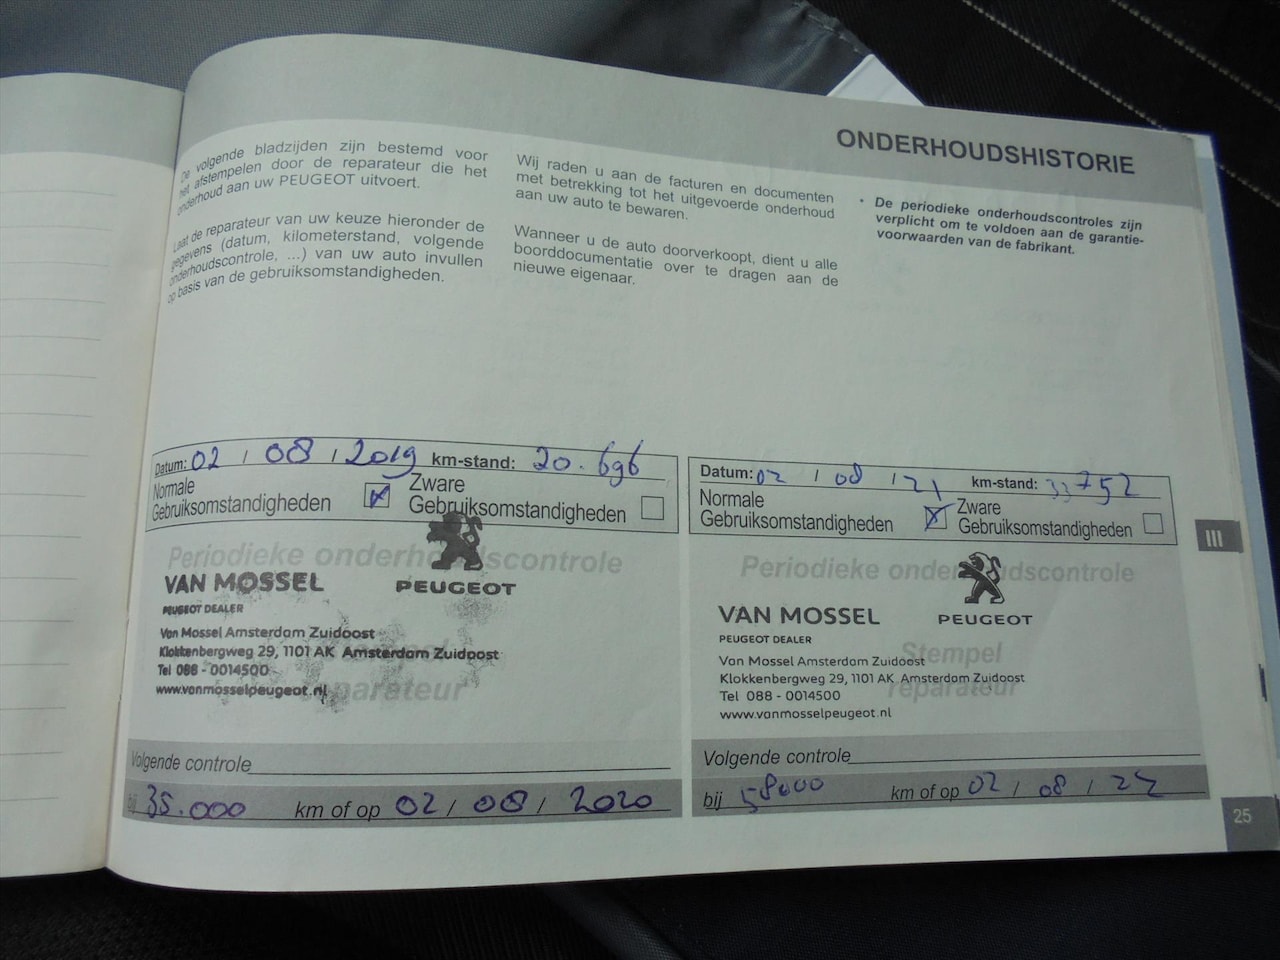 ONDERHOUDSHISTORIE
De volgende bladzijden zijn bestemd voor
het afstempelen door de reparateur die het
onderhoud aan uw PEUGEOT uitvoert.
Laat de reparateur van uw keuze hieronder de
gegevens (datum, kilometerstand, volgende
onderhoudscontrole, ...) van uw auto invullen
op basis van de gebruiksomstandigheden.
Wij raden u aan de facturen en documenten
met betrekking tot het uitgevoerde onderhoud
aan uw auto te bewaren.
Wanneer u de auto doorverkoopt, dient u alle
boorddocumentatie over te dragen aan de
nieuwe eigenaar.
• De periodieke onderhoudscontroles zijn
verplicht om te voldoen aan de garantie-
voorwaarden van de fabrikant.
Datum: 02 / 08 / 2019 km-stand: 20.696
Normale
Gebruiksomstandigheden
Zware
Gebruiksomstandigheden
Periodieke onderhoudscontrole
VAN MOSSEL
PEUGEOT
PEUGEOT DEALER
Van Mossel Amsterdam Zuidoost
Klokkenbergweg 29, 1101 AK Amsterdam Zuidoost
Tel 088 - 0014500
www.vanmosselpeugeot.nl
Stempel
reparateur
Volgende controle
bij 35.000 km of op 02 / 08 / 2020
Datum: 02 / 08 / 21 km-stand: 33752
Normale
Gebruiksomstandigheden
Zware
Gebruiksomstandigheden
Periodieke onderhoudscontrole
VAN MOSSEL
PEUGEOT
PEUGEOT DEALER
Van Mossel Amsterdam Zuidoost
Klokkenbergweg 29, 1101 AK Amsterdam Zuidoost
Tel 088 - 0014500
www.vanmosselpeugeot.nl
Stempel
reparateur
Volgende controle
bij 58000 km of op 02 / 08 / 22
III
25